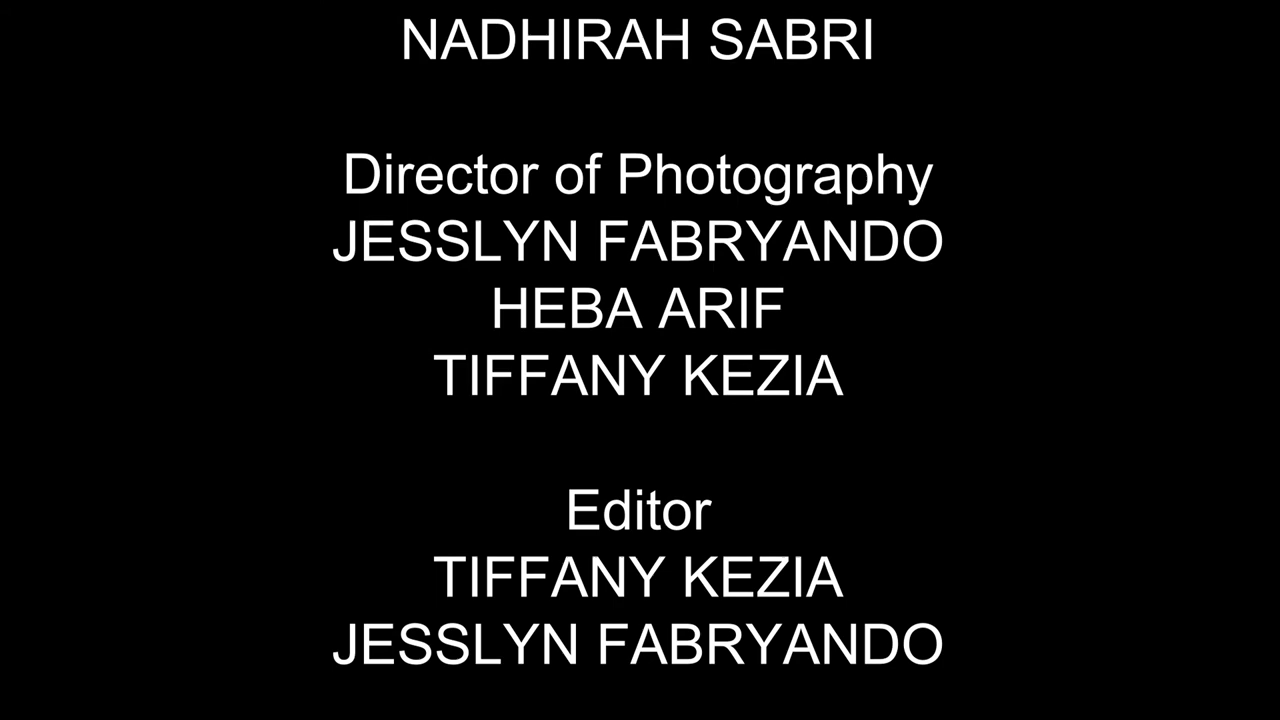 NADHIRAH SABRI
Director of Photography
JESSLYN FABRYANDO
HEBA ARIF
TIFFANY KEZIA
Editor
TIFFANY KEZIA
JESSLYN FABRYANDO